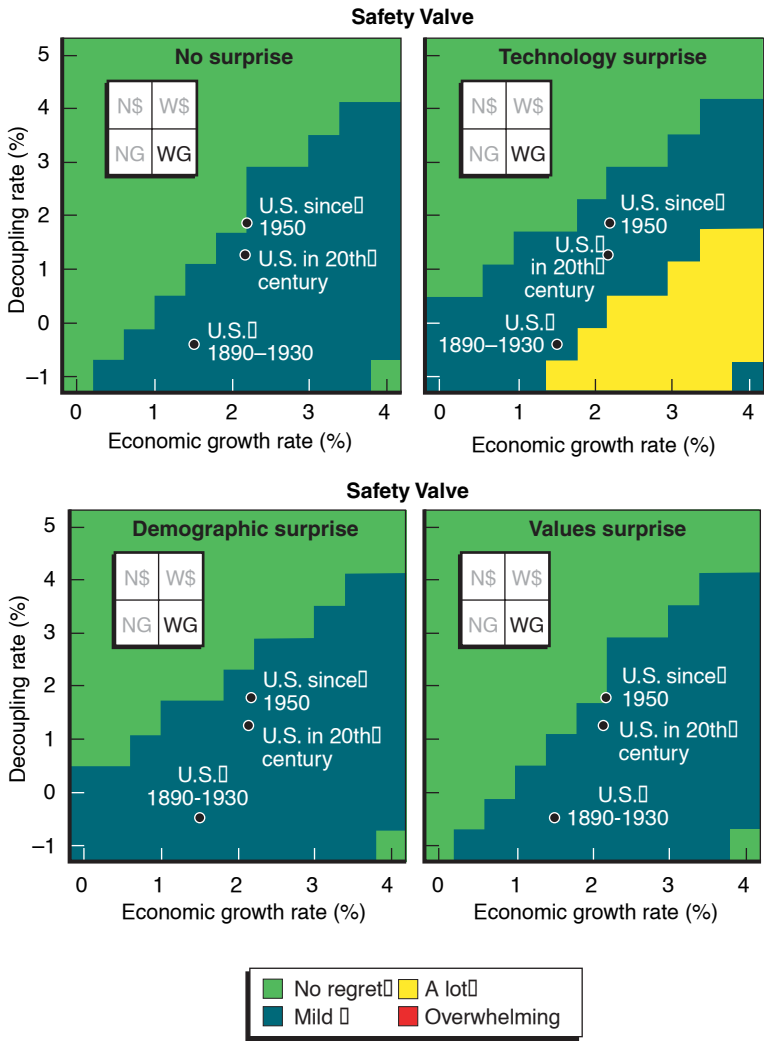 Safety Valve
No surprise
N$ W$
NG WG
U.S. since
1950
U.S. in 20th
century
U.S.
1890–1930
5
4
3
2
1
0
–1
Decoupling rate (%)
0 1 2 3 4
Economic growth rate (%)
Technology surprise
N$ W$
NG WG
U.S. since
1950
U.S.
in 20th
century
U.S.
1890–1930
0 1 2 3 4
Economic growth rate (%)
Safety Valve
Demographic surprise
N$ W$
NG WG
U.S. since
1950
U.S. in 20th
century
U.S.
1890-1930
5
4
3
2
1
0
–1
Decoupling rate (%)
0 1 2 3 4
Economic growth rate (%)
Values surprise
N$ W$
NG WG
U.S. since
1950
U.S. in 20th
century
U.S.
1890-1930
0 1 2 3 4
Economic growth rate (%)
No regret A lot
Mild Overwhelming